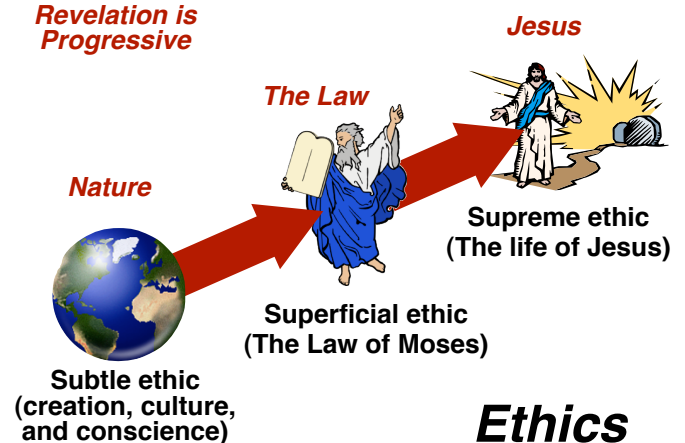 Revelation is
Progressive
Jesus
The Law
Nature
Supreme ethic
(The life of Jesus)
Superficial ethic
(The Law of Moses)
Subtle ethic
(creation, culture,
and conscience)
Ethics